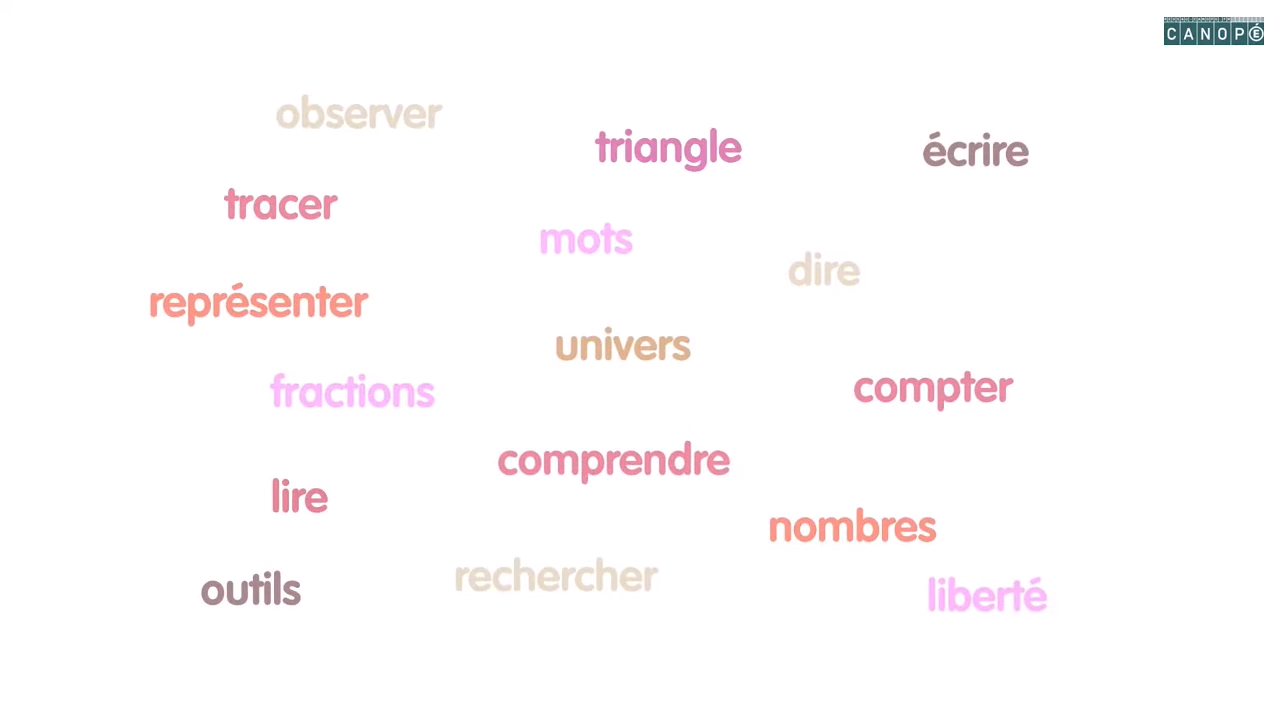 CANOPÉ
observer
triangle
écrire
tracer
mots
dire
représenter
univers
fractions
compter
comprendre
lire
nombres
rechercher
outils
liberté